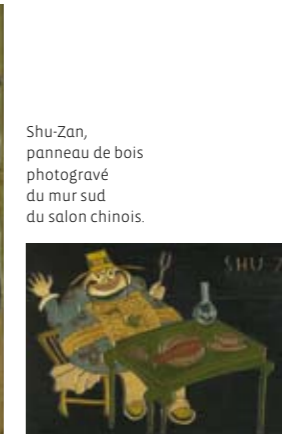 Shu-Zan,
panneau de bois
photogravé
du mur sud
du salon chinois.
SHU-Z